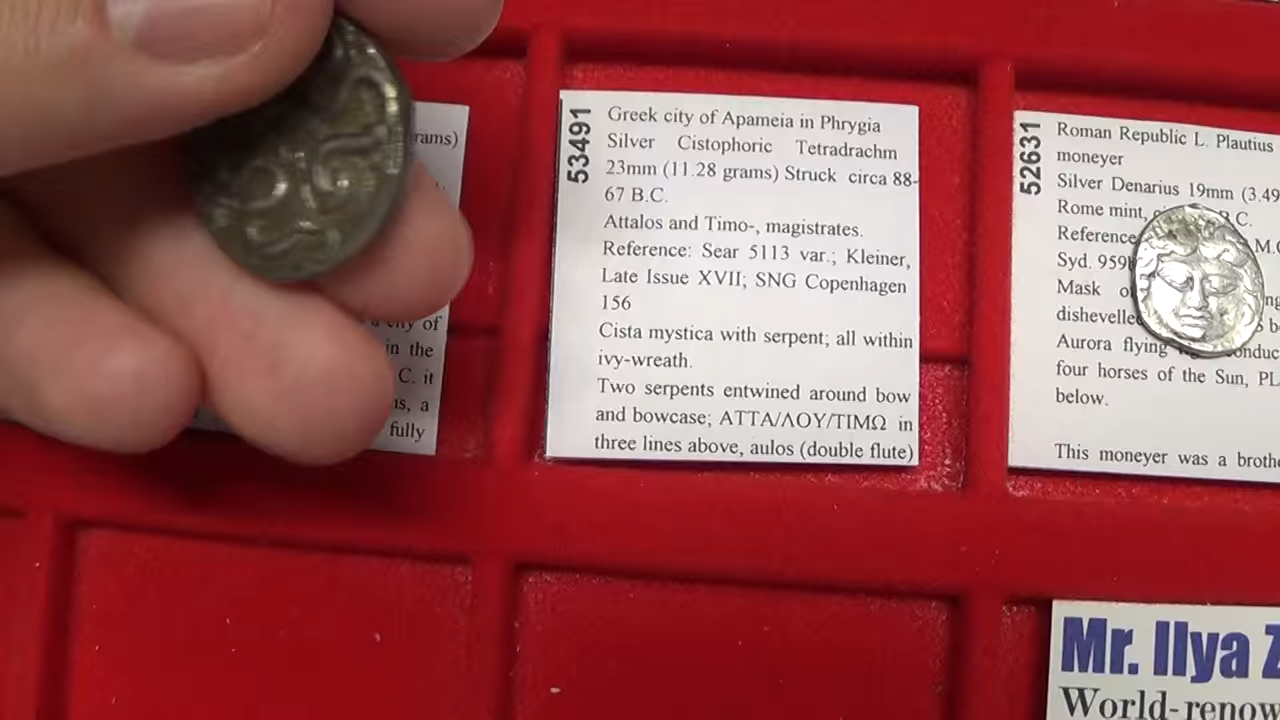 rams)
city of
in the
C. it
ns, a
fully
53491
Greek city of Apameia in Phrygia
Silver Cistophoric Tetradrachm
23mm (11.28 grams) Struck circa 88-
67 B.C.
Attalos and Timo-, magistrates.
Reference: Sear 5113 var.; Kleiner,
Late Issue XVII; SNG Copenhagen
156
Cista mystica with serpent; all within
ivy-wreath.
Two serpents entwined around bow
and bowcase; ΑΤΤΑ/ΛΟΥ/ΤΙΜΩ in
three lines above, aulos (double flute)
52631
Roman Republic L. Plautius
moneyer
Silver Denarius 19mm (3.49
Rome mint, B.C.
Reference M.C
Syd. 959
Mask o
dishevelle
Aurora flying conduc
four horses of the Sun, PL
below.
This moneyer was a brothe
Mr. Ilya Z
World-renow